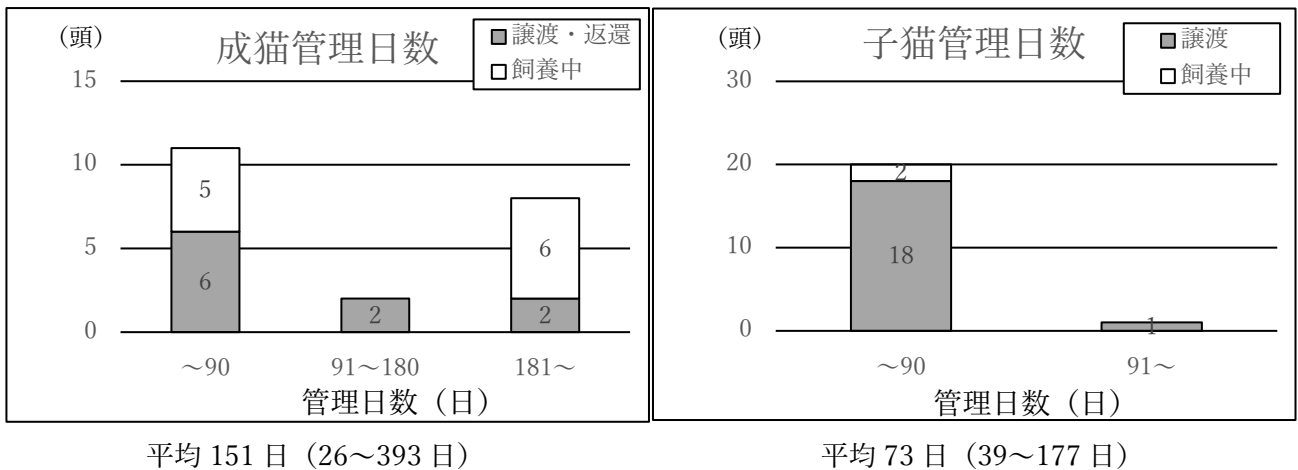 (頭)
成猫管理日数
譲渡・返還
飼養中
15
10
5
0
5
6
2
6
2
～90
91～180
181～
管理日数（日）
平均 151 日（26～393 日）
(頭)
子猫管理日数
譲渡
飼養中
30
20
10
0
2
18
1
～90
91～
管理日数（日）
平均 73 日（39～177 日）